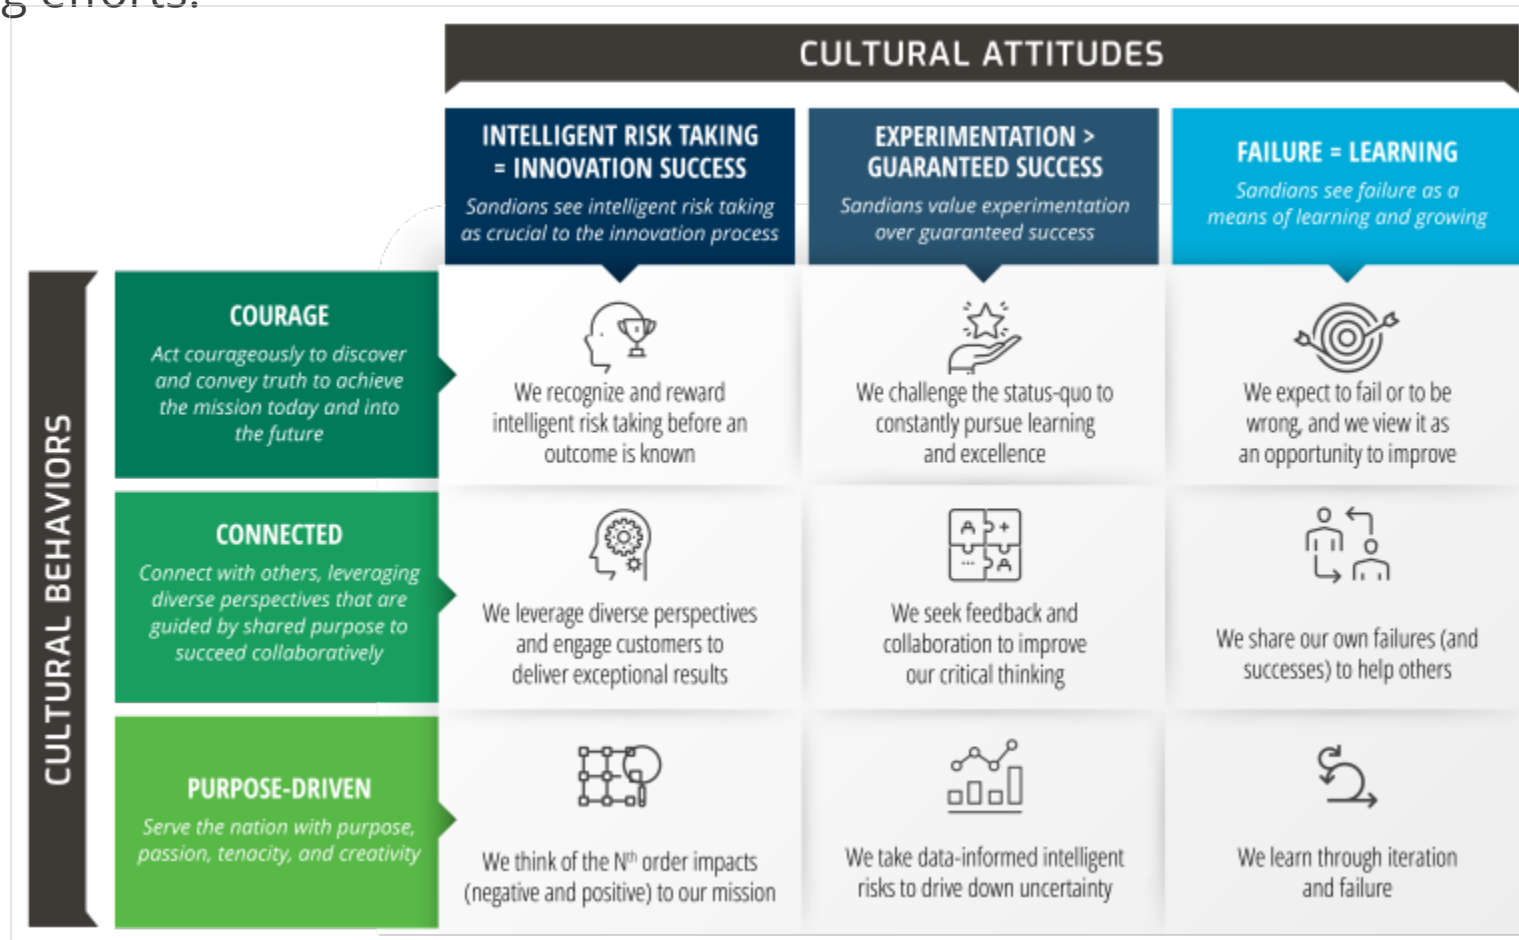 g efforts.
CULTURAL ATTITUDES
INTELLIGENT RISK TAKING
= INNOVATION SUCCESS
Sandians see intelligent risk taking
as crucial to the innovation process
EXPERIMENTATION >
GUARANTEED SUCCESS
Sandians value experimentation
over guaranteed success
FAILURE = LEARNING
Sandians see failure as a
means of learning and growing
CULTURAL BEHAVIORS
COURAGE
Act courageously to discover
and convey truth to achieve
the mission today and into
the future
We recognize and reward
intelligent risk taking before an
outcome is known
We challenge the status-quo to
constantly pursue learning
and excellence
We expect to fail or to be
wrong, and we view it as
an opportunity to improve
CONNECTED
Connect with others, leveraging
diverse perspectives that are
guided by shared purpose to
succeed collaboratively
We leverage diverse perspectives
and engage customers to
deliver exceptional results
A +
... A
We seek feedback and
collaboration to improve
our critical thinking
We share our own failures (and
successes) to help others
PURPOSE-DRIVEN
Serve the nation with purpose,
passion, tenacity, and creativity
We think of the Nth order impacts
(negative and positive) to our mission
We take data-informed intelligent
risks to drive down uncertainty
We learn through iteration
and failure